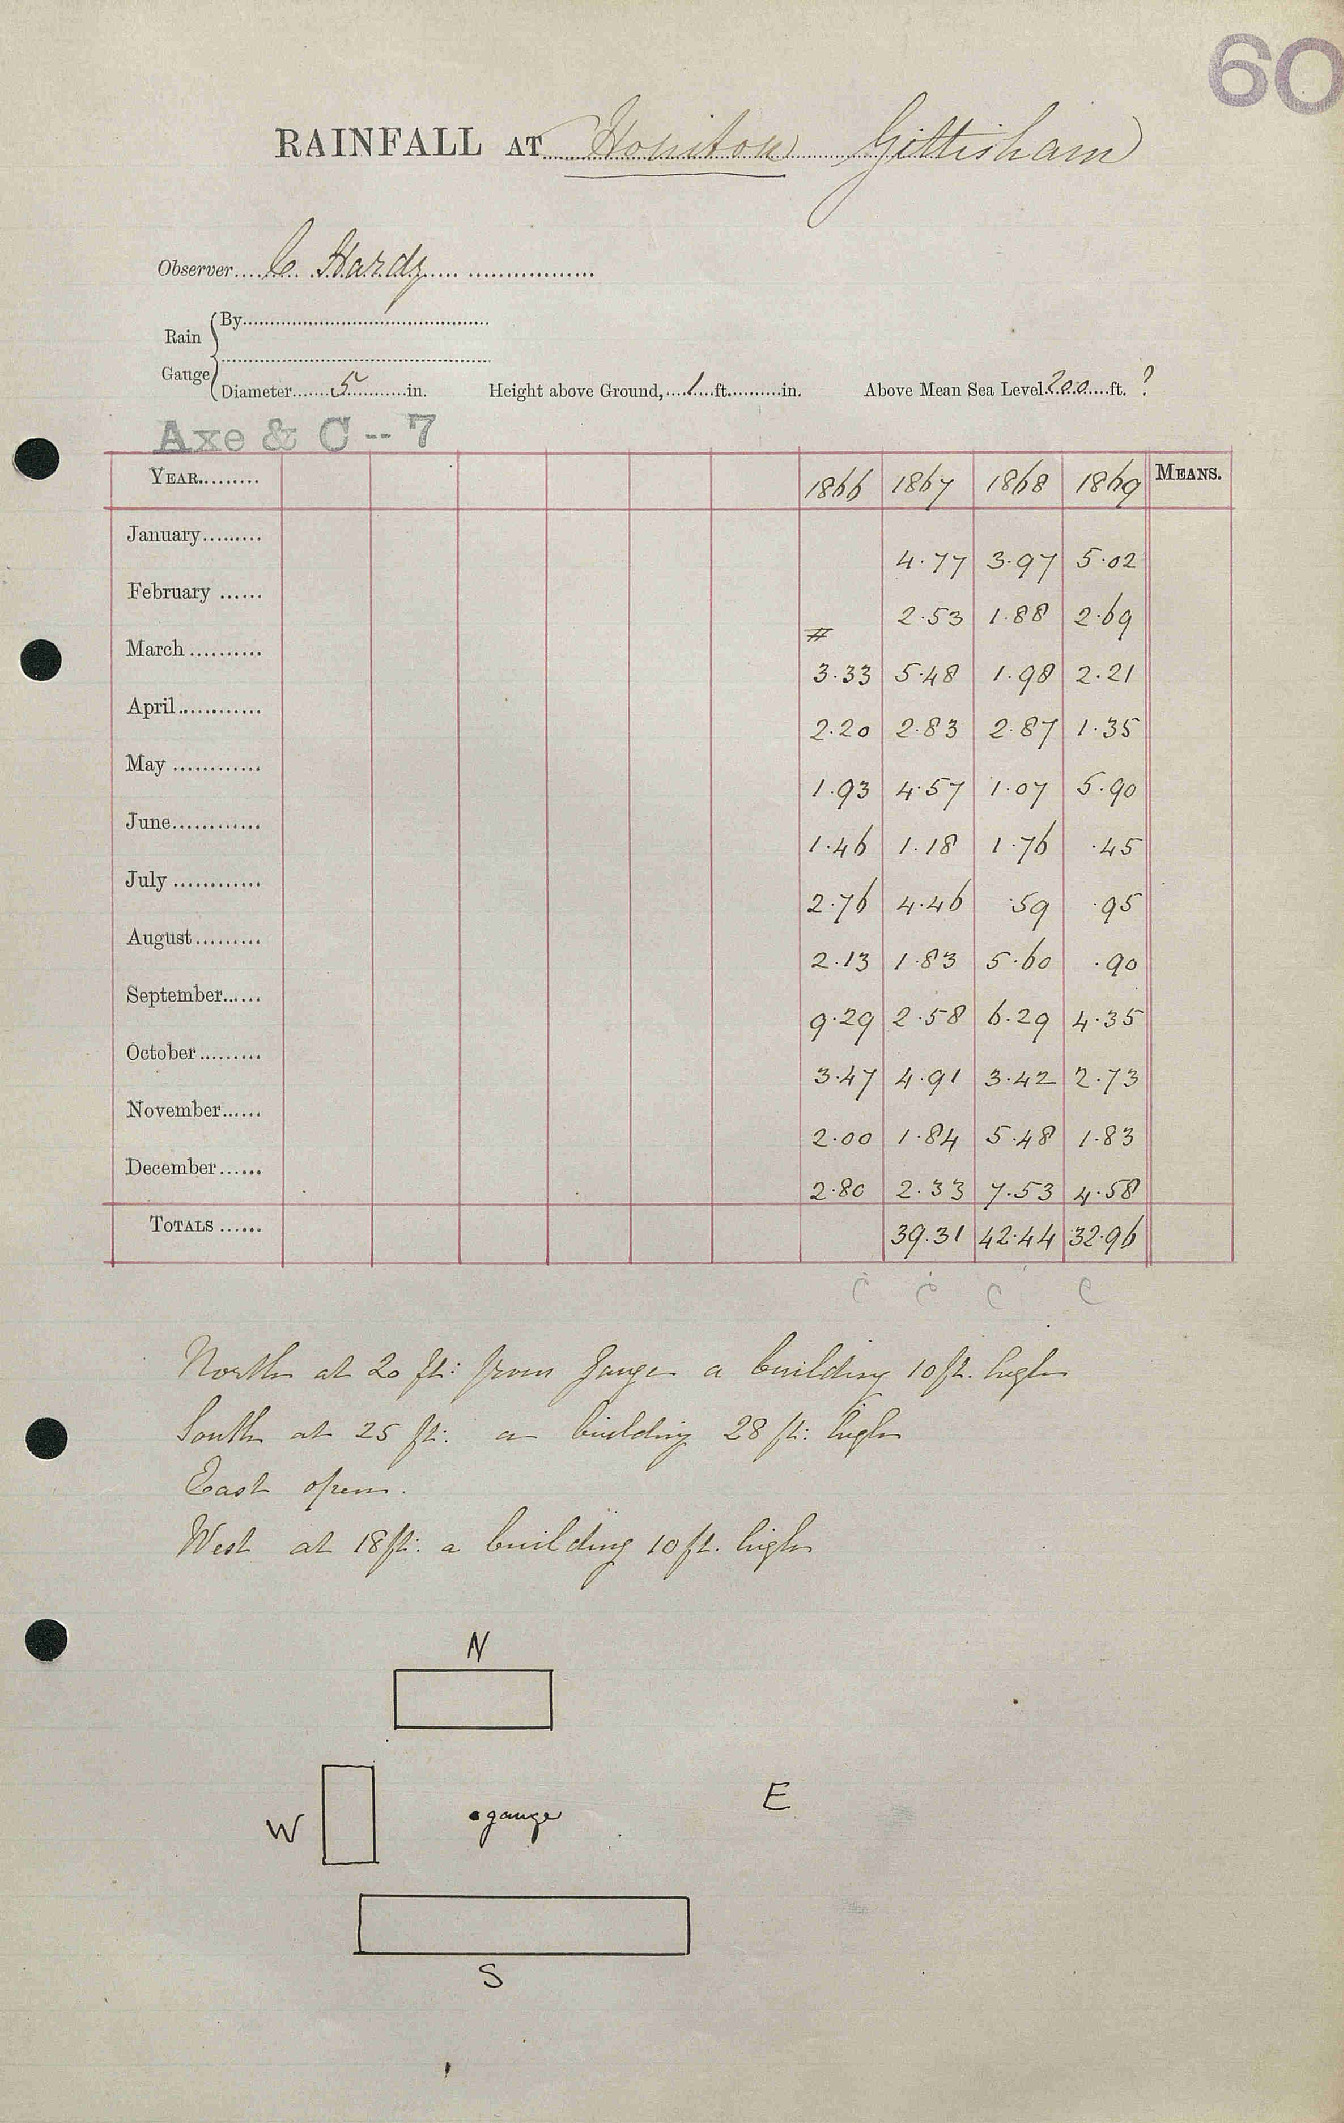 60
RAINFALL AT Honiton Gittisham
Observer C Hardy
Rain Gauge
By
Diameter 5 in. Height above Ground, 1 ft. in. Above Mean Sea Level 200 ft. ?
Axe & C -- 7
YEAR 1866 1867 1868 1869 MEANS.
January 4.77 3.97 5.02
February 2.53 1.88 2.69
#
March 3.33 5.48 1.98 2.21
April 2.20 2.83 2.87 1.35
May 1.93 4.57 1.07 5.90
June 1.46 1.18 1.76 .45
July 2.76 4.46 .59 .95
August 2.13 1.83 5.60 .90
September 9.29 2.58 6.29 4.35
October 3.47 4.91 3.42 2.73
November 2.00 1.84 5.48 1.83
December 2.80 2.33 7.53 4.58
TOTALS 39.31 42.44 32.96
C C C C
North at 20 ft: from gauge a building 10 ft. high
South at 25 ft: a building 28 ft: high
East open.
West at 18 ft: a building 10 ft. high
N
E
W gauge
S